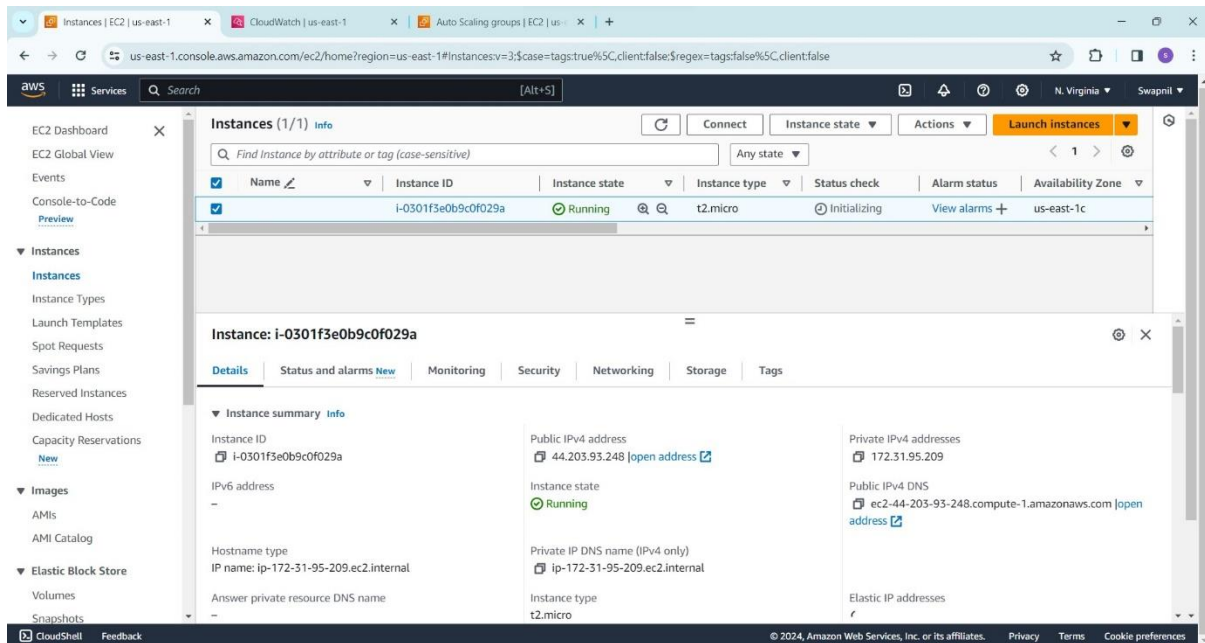 Instances | EC2 | us-east-1
CloudWatch | us-east-1
Auto Scaling groups | EC2 | us-
us-east-1.console.aws.amazon.com/ec2/home?region=us-east-1#Instances:v=3;$case=tags:true%5C,client:false;$regex=tags:false%5C,client:false
aws Services Search [Alt+S] N. Virginia Swapnil
EC2 Dashboard
EC2 Global View
Events
Console-to-Code
Preview
Instances
Instances
Instance Types
Launch Templates
Spot Requests
Savings Plans
Reserved Instances
Dedicated Hosts
Capacity Reservations
New
Images
AMIs
AMI Catalog
Elastic Block Store
Volumes
Snapshots
Instances (1/1) Info Connect Instance state Actions Launch instances
Find Instance by attribute or tag (case-sensitive) Any state 1
Name Instance ID Instance state Instance type Status check Alarm status Availability Zone
i-0301f3e0b9c0f029a Running t2.micro Initializing View alarms + us-east-1c
Instance: i-0301f3e0b9c0f029a
Details Status and alarms New Monitoring Security Networking Storage Tags
Instance summary Info
Instance ID Public IPv4 address Private IPv4 addresses
i-0301f3e0b9c0f029a 44.203.93.248 |open address 172.31.95.209
IPv6 address Instance state Public IPv4 DNS
– Running ec2-44-203-93-248.compute-1.amazonaws.com |open
address
Hostname type Private IP DNS name (IPv4 only)
IP name: ip-172-31-95-209.ec2.internal ip-172-31-95-209.ec2.internal
Answer private resource DNS name Instance type Elastic IP addresses
– t2.micro
CloudShell Feedback © 2024, Amazon Web Services, Inc. or its affiliates. Privacy Terms Cookie preferences